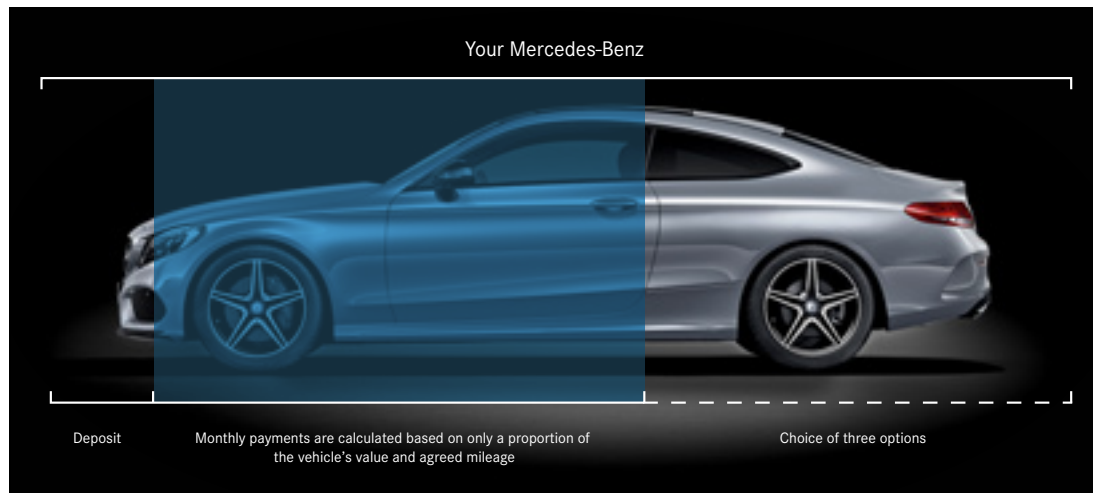 Your Mercedes-Benz
Deposit
Monthly payments are calculated based on only a proportion of
the vehicle's value and agreed mileage
Choice of three options